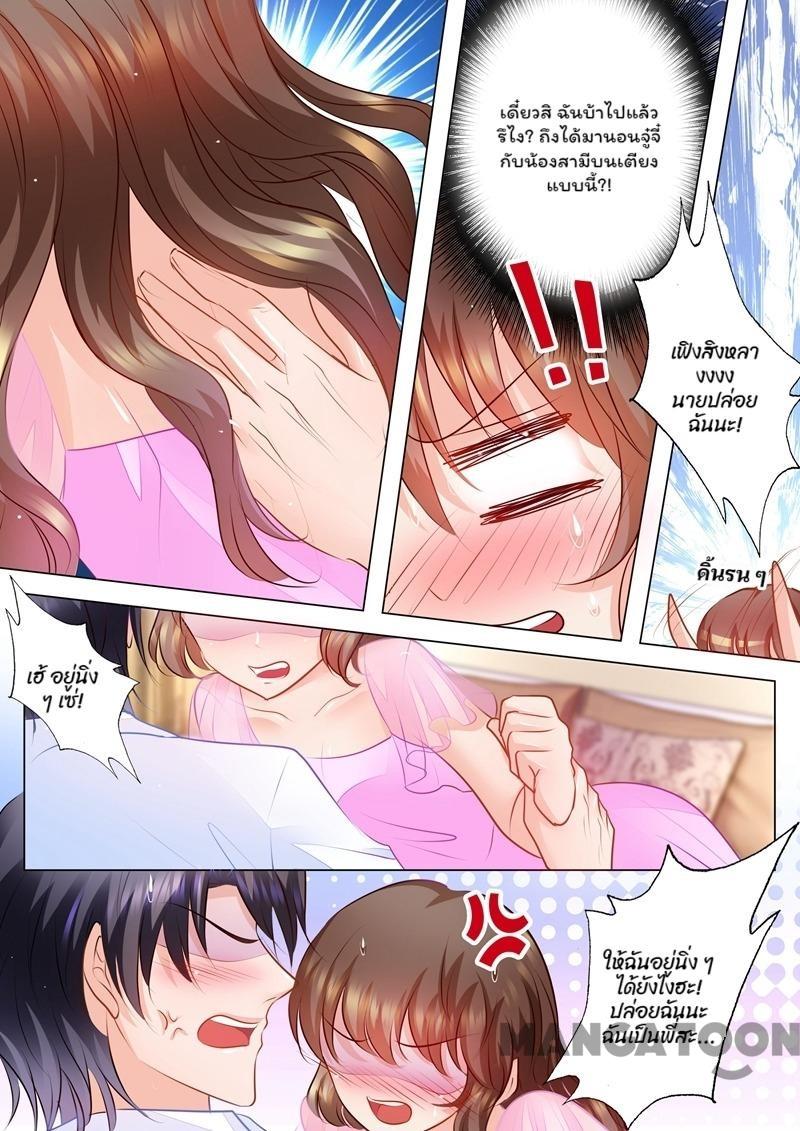 เดี๋ยวสิ ฉันบ้าไปแล้ว
รึไง? ถึงได้มานอนจู๋จี๋
กับน้องสามีบนเตียง
แบบนี้?!
!!
เฟิงสิงหลา
งงงง
นายปล่อย
ฉันนะ!
ดิ้นรน ๆ
เฮ้ อยู่นิ่ง
ๆ เซ่!
ให้ฉันอยู่นิ่ง ๆ
ได้ยังไงฮะ!
ปล่อยฉันนะ
ฉันเป็นพี่สะ...
MANGATOON